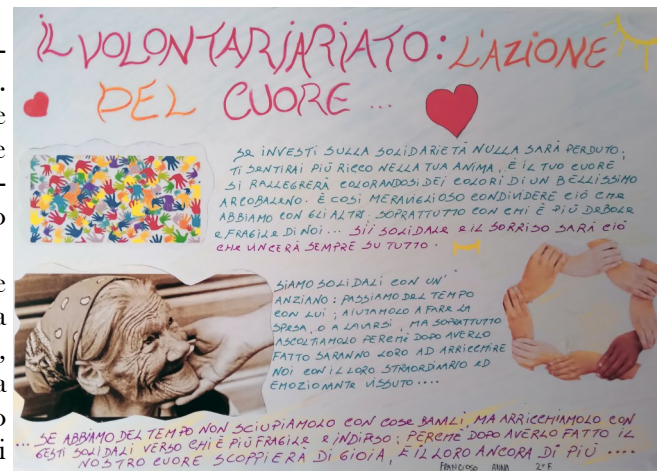 IL VOLONTARJARIATO: L'AZIONE
DEL CUORE ...
SE INVESTI SULLA SOLIDARIETÀ NULLA SARÀ PERDUTO;
TI SENTIRAI PIÙ RICCO NELLA TUA ANIMA, E IL TUO CUORE
SI RALLEGRERÀ COLORANDOSI DEI COLORI DI UN BELLISSIMO
ARCOBALENO. È COSÌ MERAVIGLIOSO CONDIVIDERE CIÒ CHE
ABBIAMO CON GLI ALTRI, SOPRATTUTTO CON CHI È PIÙ DEBOLE
E FRAGILE DI NOI... SII SOLIDALE E IL SORRISO SARÀ CIÒ
CHE VINCERÀ SEMPRE SU TUTTO.
SIAMO SOLIDALI CON UN'
ANZIANO: PASSIAMO DEL TEMPO
CON LUI, AIUTAMOLO A FARE LA
SPESA, O A LAVARSI, MA SOPRATTUTTO
ASCOLTIAMOLO PERCHÉ DOPO AVERLO
FATTO SARANNO LORO AD ARRICCHIRE
NOI CON IL LORO STRAORDINARIO ED
EMOZIONANTE VISSUTO....
... SE ABBIAMO DEL TEMPO NON SCIUPIAMOLO CON COSE BANALI, MA ARRICCHIAMOLO CON
GESTI SOLIDALI VERSO CHI È PIÙ FRAGILE E INDIFESO; PERCHÉ DOPO AVERLO FATTO IL
NOSTRO CUORE SCOPPIERÀ DI GIOIA, E IL LORO ANCORA DI PIÙ ....
FRANCIOSO ANNA 2°F